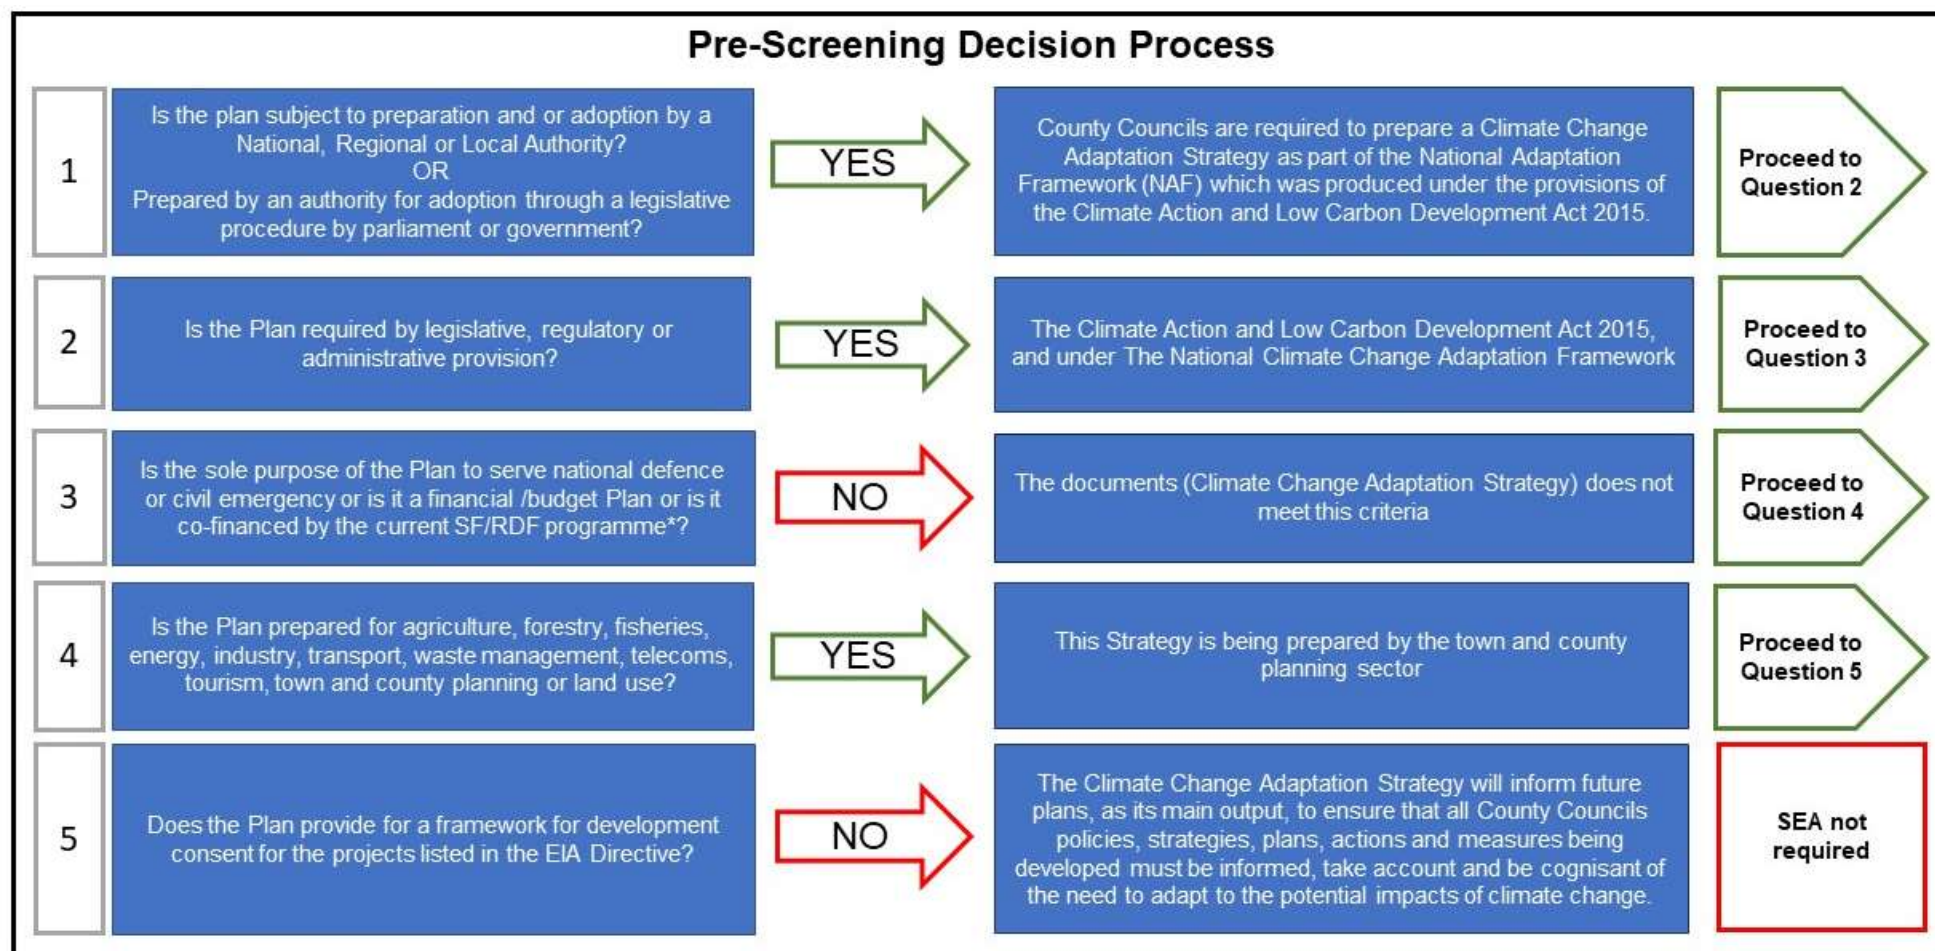 Pre-Screening Decision Process
1
Is the plan subject to preparation and or adoption by a
National, Regional or Local Authority?
OR
Prepared by an authority for adoption through a legislative
procedure by parliament or government?
YES
County Councils are required to prepare a Climate Change
Adaptation Strategy as part of the National Adaptation
Framework (NAF) which was produced under the provisions of
the Climate Action and Low Carbon Development Act 2015.
Proceed to
Question 2
2
Is the Plan required by legislative, regulatory or
administrative provision?
YES
The Climate Action and Low Carbon Development Act 2015,
and under The National Climate Change Adaptation Framework
Proceed to
Question 3
3
Is the sole purpose of the Plan to serve national defence
or civil emergency or is it a financial /budget Plan or is it
co-financed by the current SF/RDF programme*?
NO
The documents (Climate Change Adaptation Strategy) does not
meet this criteria
Proceed to
Question 4
4
Is the Plan prepared for agriculture, forestry, fisheries,
energy, industry, transport, waste management, telecoms,
tourism, town and county planning or land use?
YES
This Strategy is being prepared by the town and county
planning sector
Proceed to
Question 5
5
Does the Plan provide for a framework for development
consent for the projects listed in the EIA Directive?
NO
The Climate Change Adaptation Strategy will inform future
plans, as its main output, to ensure that all County Councils
policies, strategies, plans, actions and measures being
developed must be informed, take account and be cognisant of
the need to adapt to the potential impacts of climate change.
SEA not
required